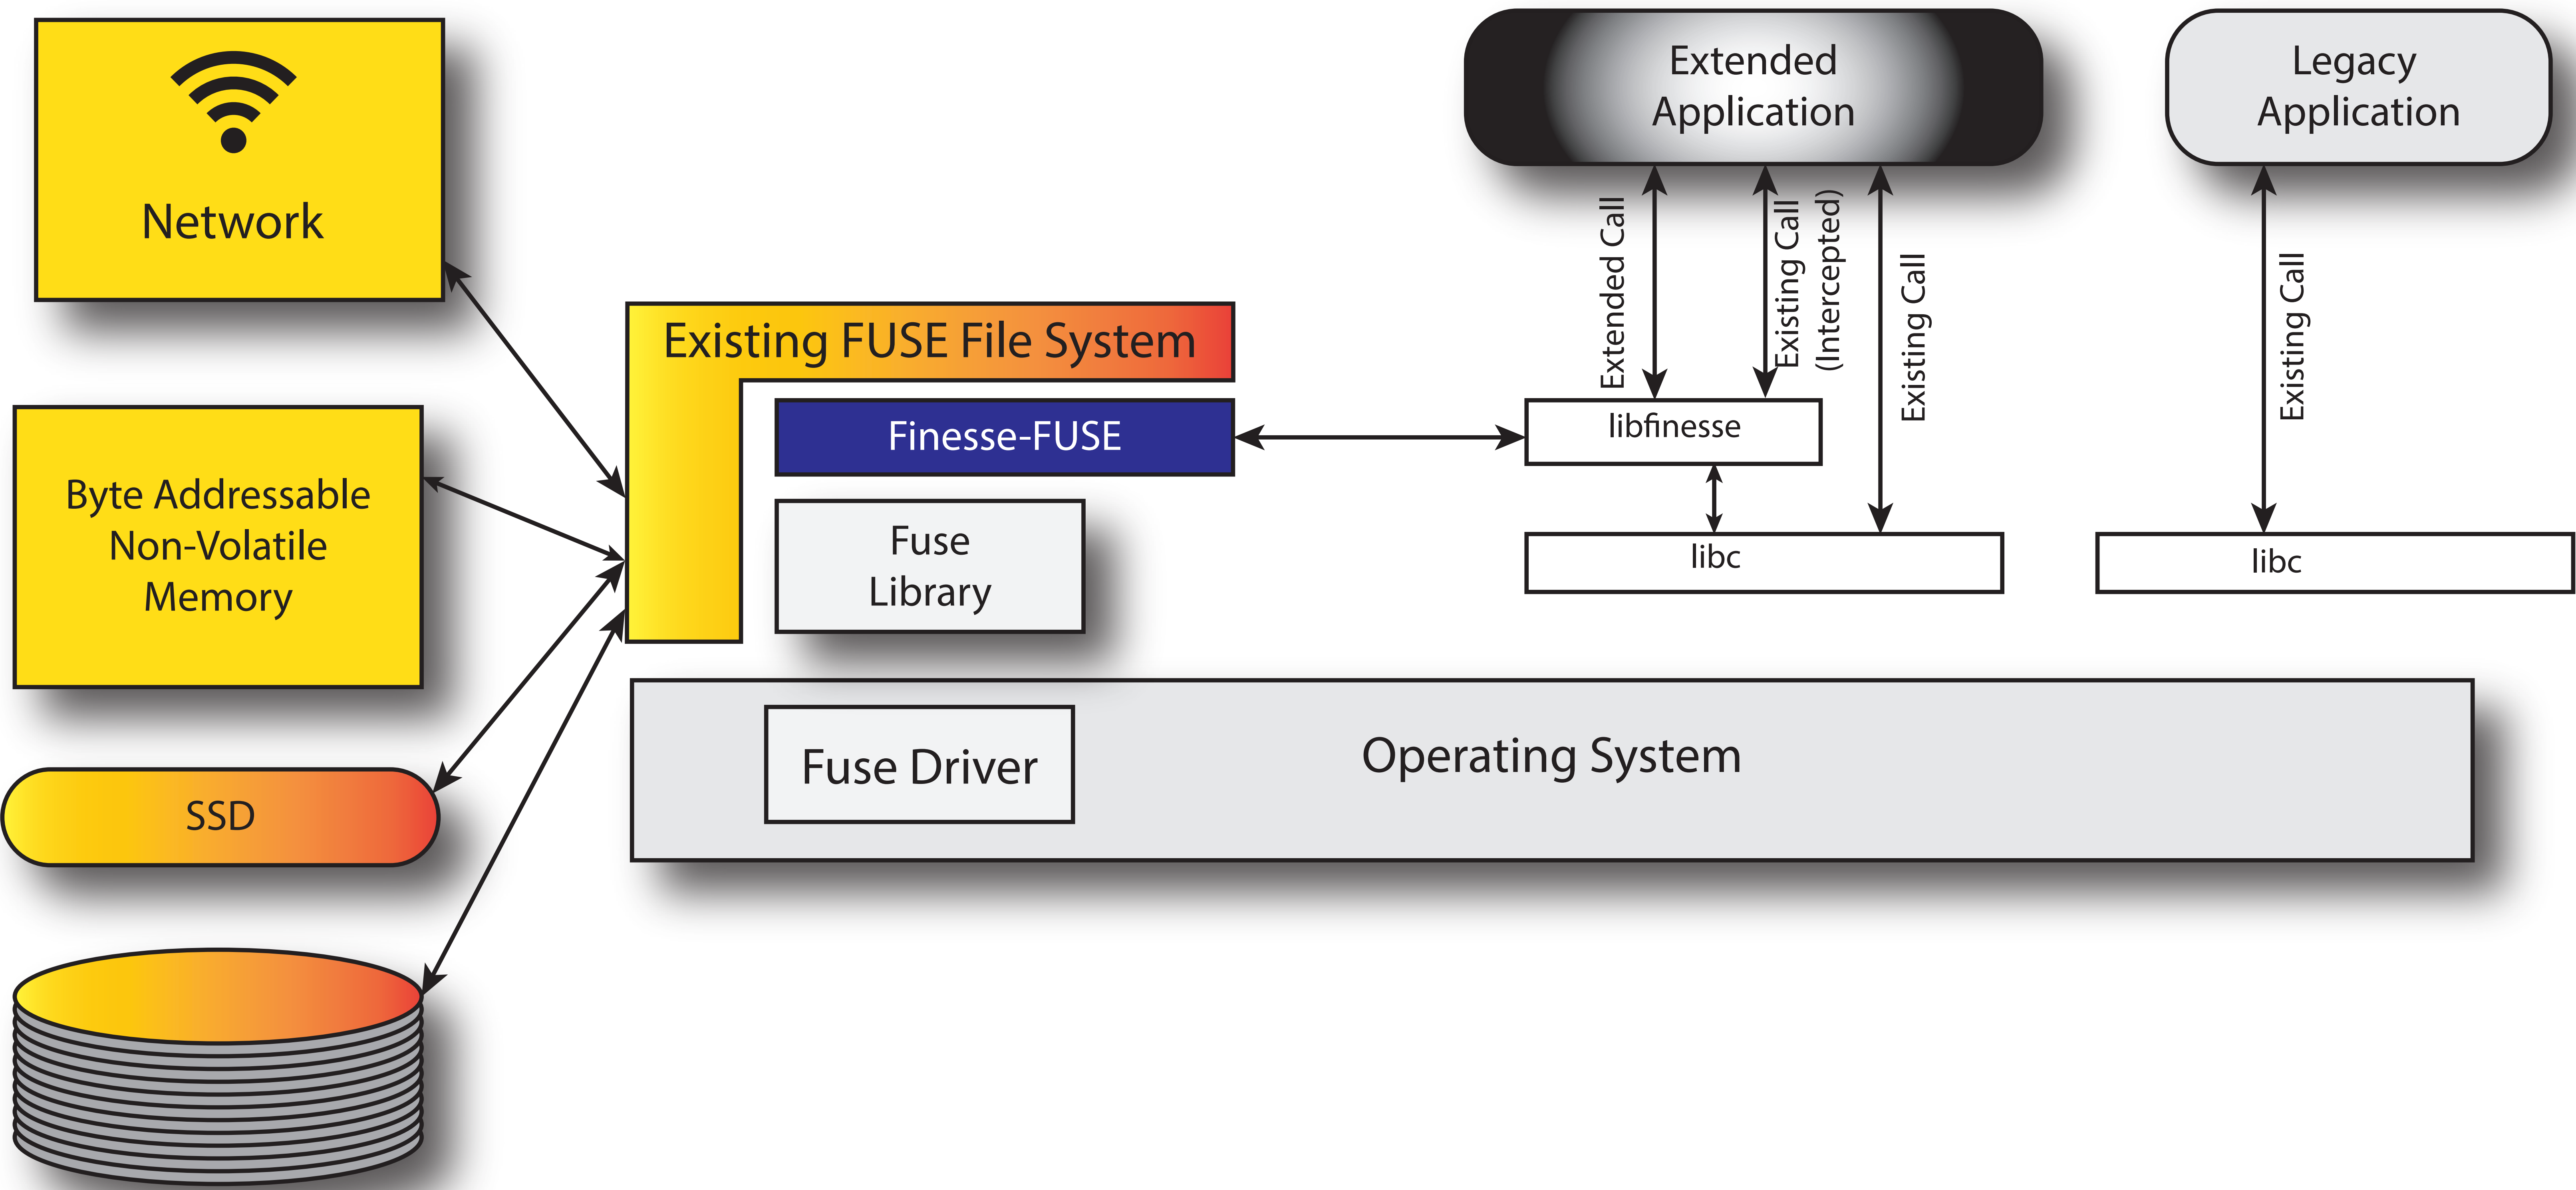 Network
Byte Addressable
Non-Volatile
Memory
SSD
Existing FUSE File System
Finesse-FUSE
Fuse
Library
Fuse Driver
Operating System
Extended
Application
Extended Call
Existing Call
(Intercepted)
Existing Call
libfinesse
libc
Legacy
Application
Existing Call
libc